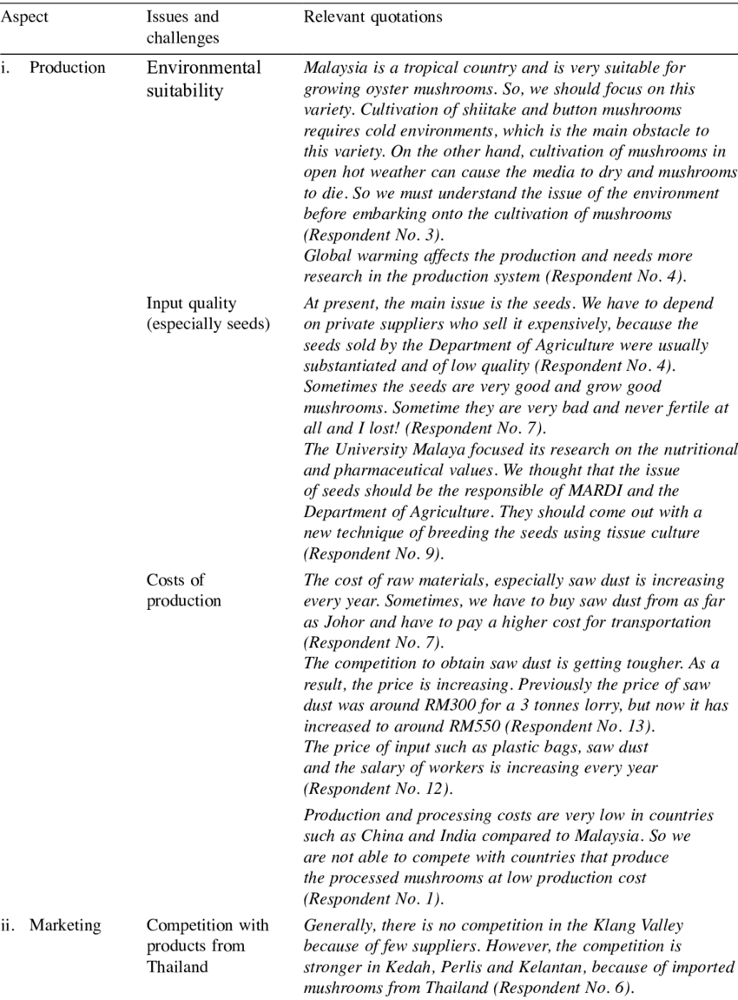 Aspect Issues and challenges Relevant quotations
i. Production Environmental suitability
Malaysia is a tropical country and is very suitable for
growing oyster mushrooms. So, we should focus on this
variety. Cultivation of shiitake and button mushrooms
requires cold environments, which is the main obstacle to
this variety. On the other hand, cultivation of mushrooms in
open hot weather can cause the media to dry and mushrooms
to die. So we must understand the issue of the environment
before embarking onto the cultivation of mushrooms
(Respondent No. 3).
Global warming affects the production and needs more
research in the production system (Respondent No. 4).
Input quality
(especially seeds)
At present, the main issue is the seeds. We have to depend
on private suppliers who sell it expensively, because the
seeds sold by the Department of Agriculture were usually
substantiated and of low quality (Respondent No. 4).
Sometimes the seeds are very good and grow good
mushrooms. Sometime they are very bad and never fertile at
all and I lost! (Respondent No. 7).
The University Malaya focused its research on the nutritional
and pharmaceutical values. We thought that the issue
of seeds should be the responsible of MARDI and the
Department of Agriculture. They should come out with a
new technique of breeding the seeds using tissue culture
(Respondent No. 9).
Costs of
production
The cost of raw materials, especially saw dust is increasing
every year. Sometimes, we have to buy saw dust from as far
as Johor and have to pay a higher cost for transportation
(Respondent No. 7).
The competition to obtain saw dust is getting tougher. As a
result, the price is increasing. Previously the price of saw
dust was around RM300 for a 3 tonnes lorry, but now it has
increased to around RM550 (Respondent No. 13).
The price of input such as plastic bags, saw dust
and the salary of workers is increasing every year
(Respondent No. 12).
Production and processing costs are very low in countries
such as China and India compared to Malaysia. So we
are not able to compete with countries that produce
the processed mushrooms at low production cost
(Respondent No. 1).
ii. Marketing
Competition with
products from
Thailand
Generally, there is no competition in the Klang Valley
because of few suppliers. However, the competition is
stronger in Kedah, Perlis and Kelantan, because of imported
mushrooms from Thailand (Respondent No. 6).